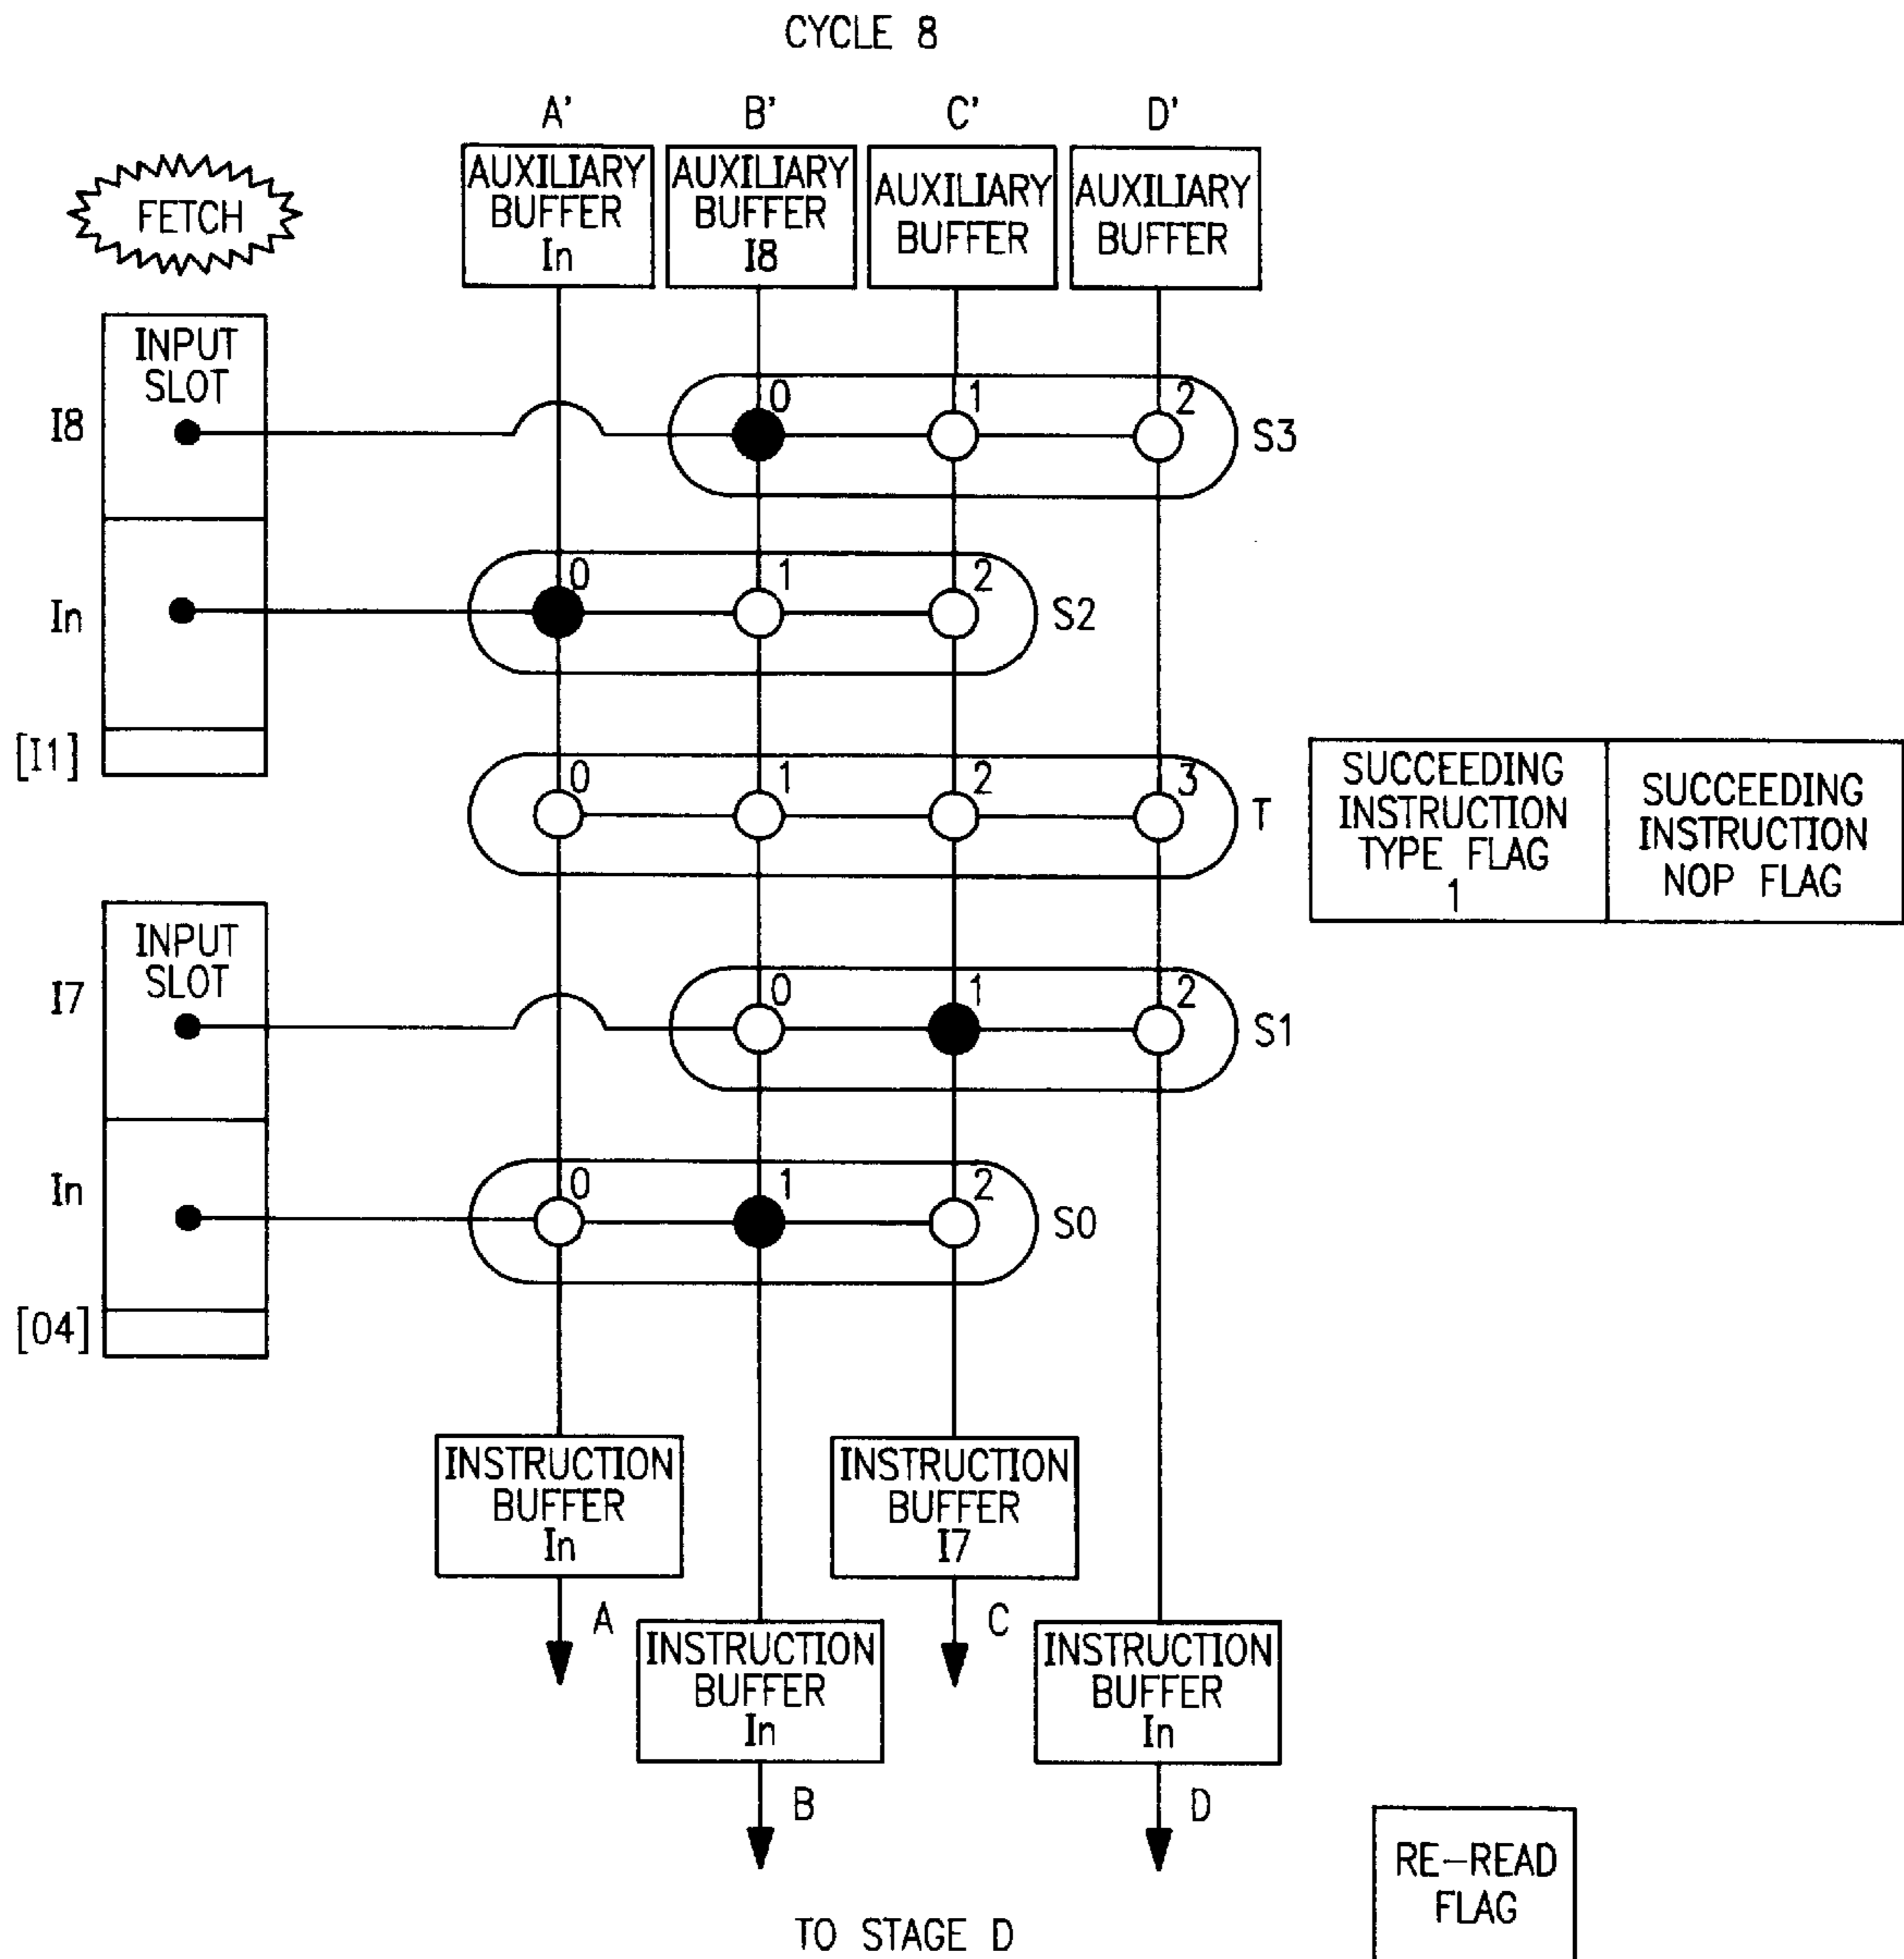 CYCLE 8
A' B' C' D'
FETCH
AUXILIARY
BUFFER
In
AUXILIARY
BUFFER
I8
AUXILIARY
BUFFER
AUXILIARY
BUFFER
INPUT
SLOT
I8
0 1 2
S3
In
0 1 2
S2
[I1]
0 1 2 3
T
SUCCEEDING
INSTRUCTION
TYPE FLAG
1
SUCCEEDING
INSTRUCTION
NOP FLAG
INPUT
SLOT
I7
0 1 2
S1
In
0 1 2
S0
[04]
INSTRUCTION
BUFFER
In
A
INSTRUCTION
BUFFER
In
B
INSTRUCTION
BUFFER
I7
C
INSTRUCTION
BUFFER
In
D
RE-READ
FLAG
TO STAGE D